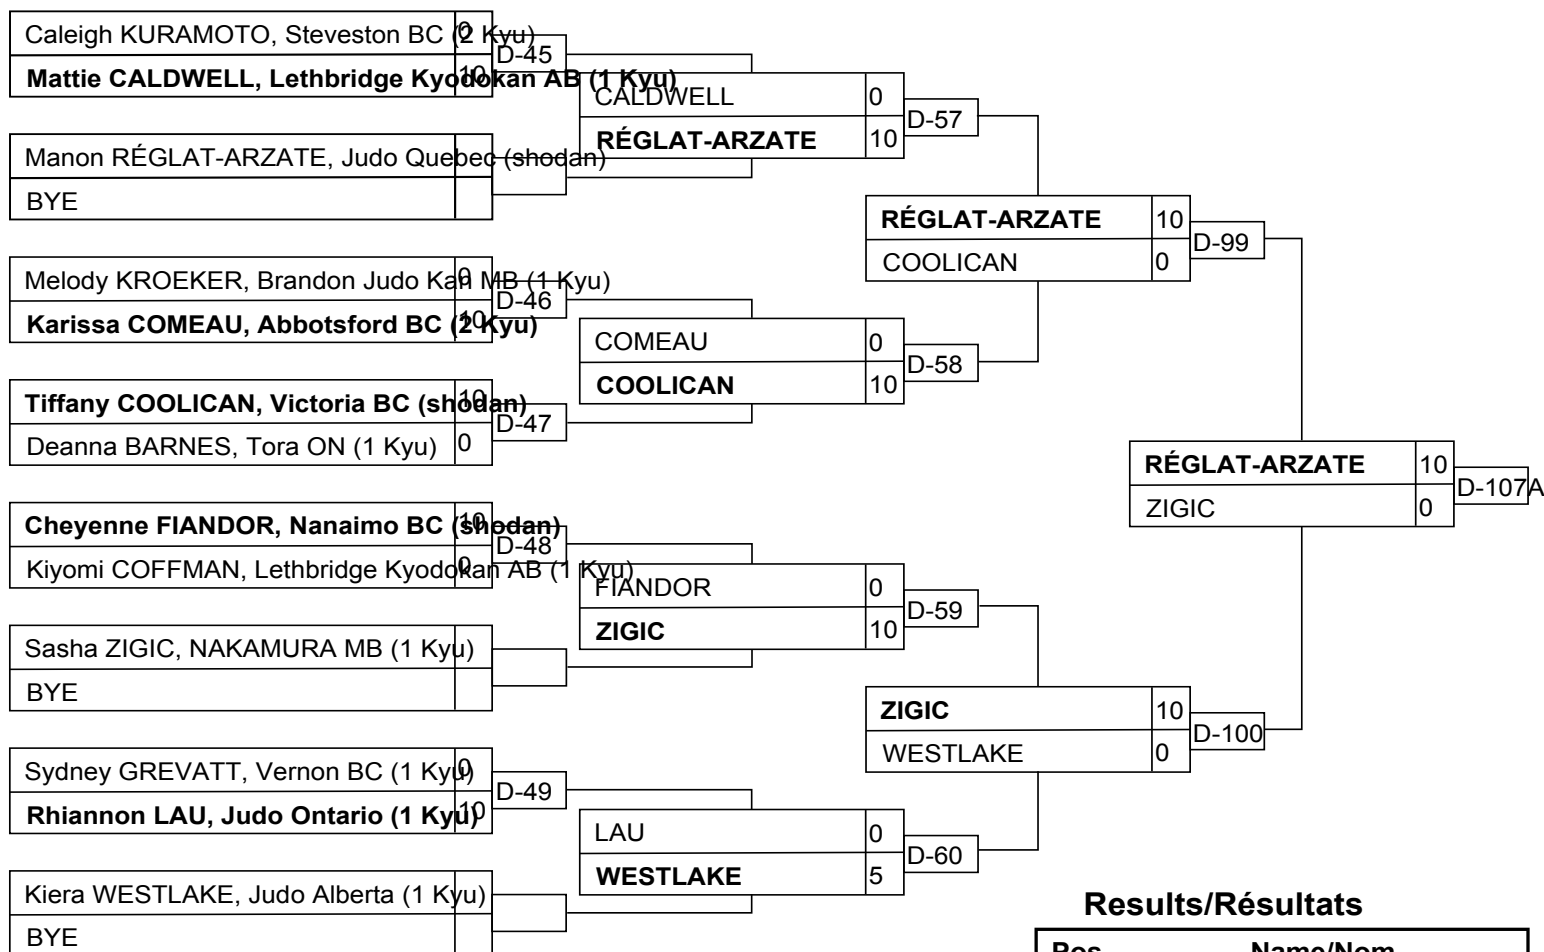 Caleigh KURAMOTO, Steveston BC (2 Kyu) 0
D-45
Mattie CALDWELL, Lethbridge Kyodokan AB (1 Kyu) 10
CALDWELL 0
D-57
RÉGLAT-ARZATE 10
Manon RÉGLAT-ARZATE, Judo Quebec (shodan)
BYE
RÉGLAT-ARZATE 10
D-99
COOLICAN 0
Melody KROEKER, Brandon Judo Kan MB (1 Kyu) 0
D-46
Karissa COMEAU, Abbotsford BC (2 Kyu) 10
COMEAU 0
D-58
COOLICAN 10
Tiffany COOLICAN, Victoria BC (shodan) 10
D-47
Deanna BARNES, Tora ON (1 Kyu) 0
RÉGLAT-ARZATE 10
D-107A
ZIGIC 0
Cheyenne FIANDOR, Nanaimo BC (shodan) 10
D-48
Kiyomi COFFMAN, Lethbridge Kyodokan AB (1 Kyu) 0
FIANDOR 0
D-59
ZIGIC 10
Sasha ZIGIC, NAKAMURA MB (1 Kyu)
BYE
ZIGIC 10
D-100
WESTLAKE 0
Sydney GREVATT, Vernon BC (1 Kyu) 0
D-49
Rhiannon LAU, Judo Ontario (1 Kyu) 10
LAU 0
D-60
WESTLAKE 5
Kiera WESTLAKE, Judo Alberta (1 Kyu)
BYE
Results/Résultats
Pos Name/Nom